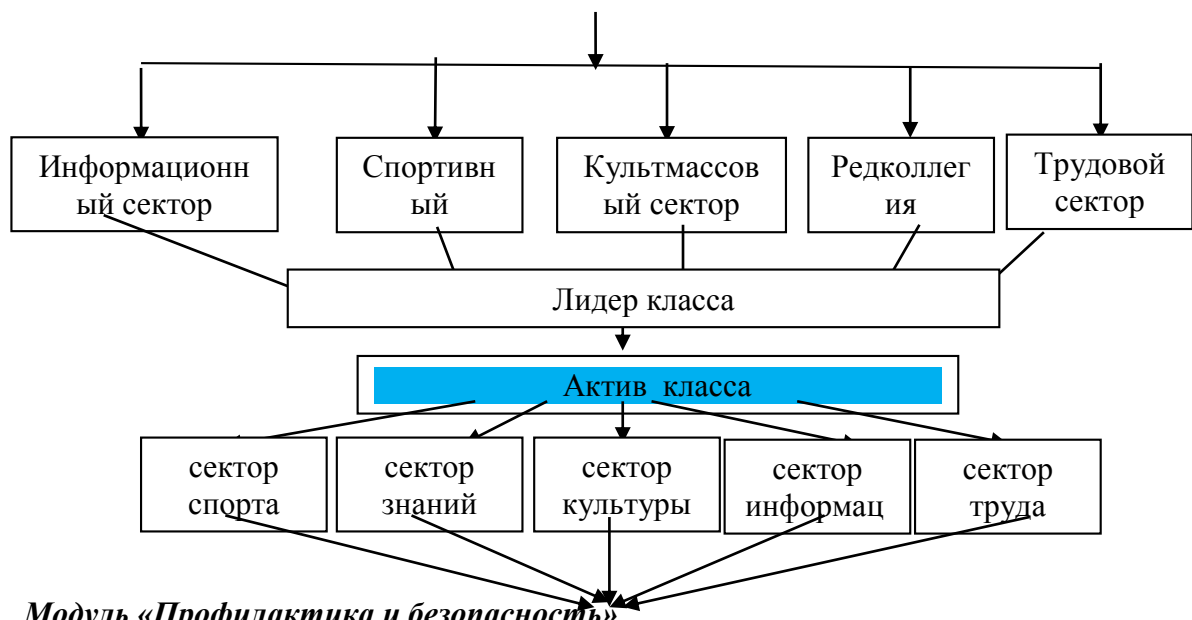 Информационн
ый сектор
Спортивн
ый
Культмассов
ый сектор
Редколлег
ия
Трудовой
сектор
Лидер класса
Актив класса
сектор
спорта
сектор
знаний
сектор
культуры
сектор
информац
сектор
труда
Модуль «Профилактика и безопасность»